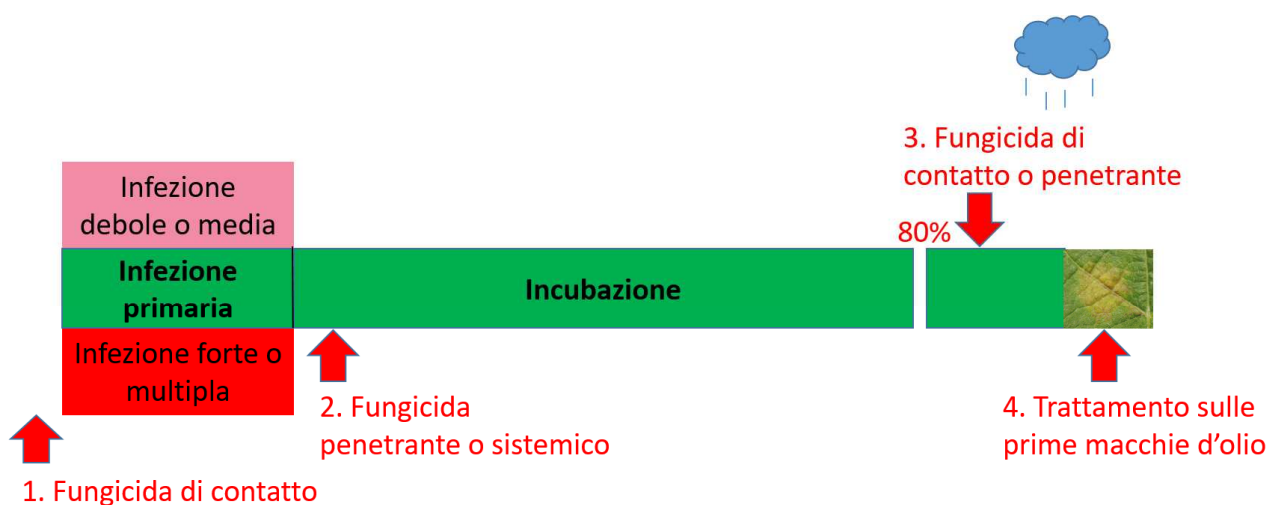 3. Fungicida di
contatto o penetrante
Infezione
debole o media
80%
Infezione
primaria
Incubazione
Infezione forte o
multipla
2. Fungicida
penetrante o sistemico
4. Trattamento sulle
prime macchie d'olio
1. Fungicida di contatto